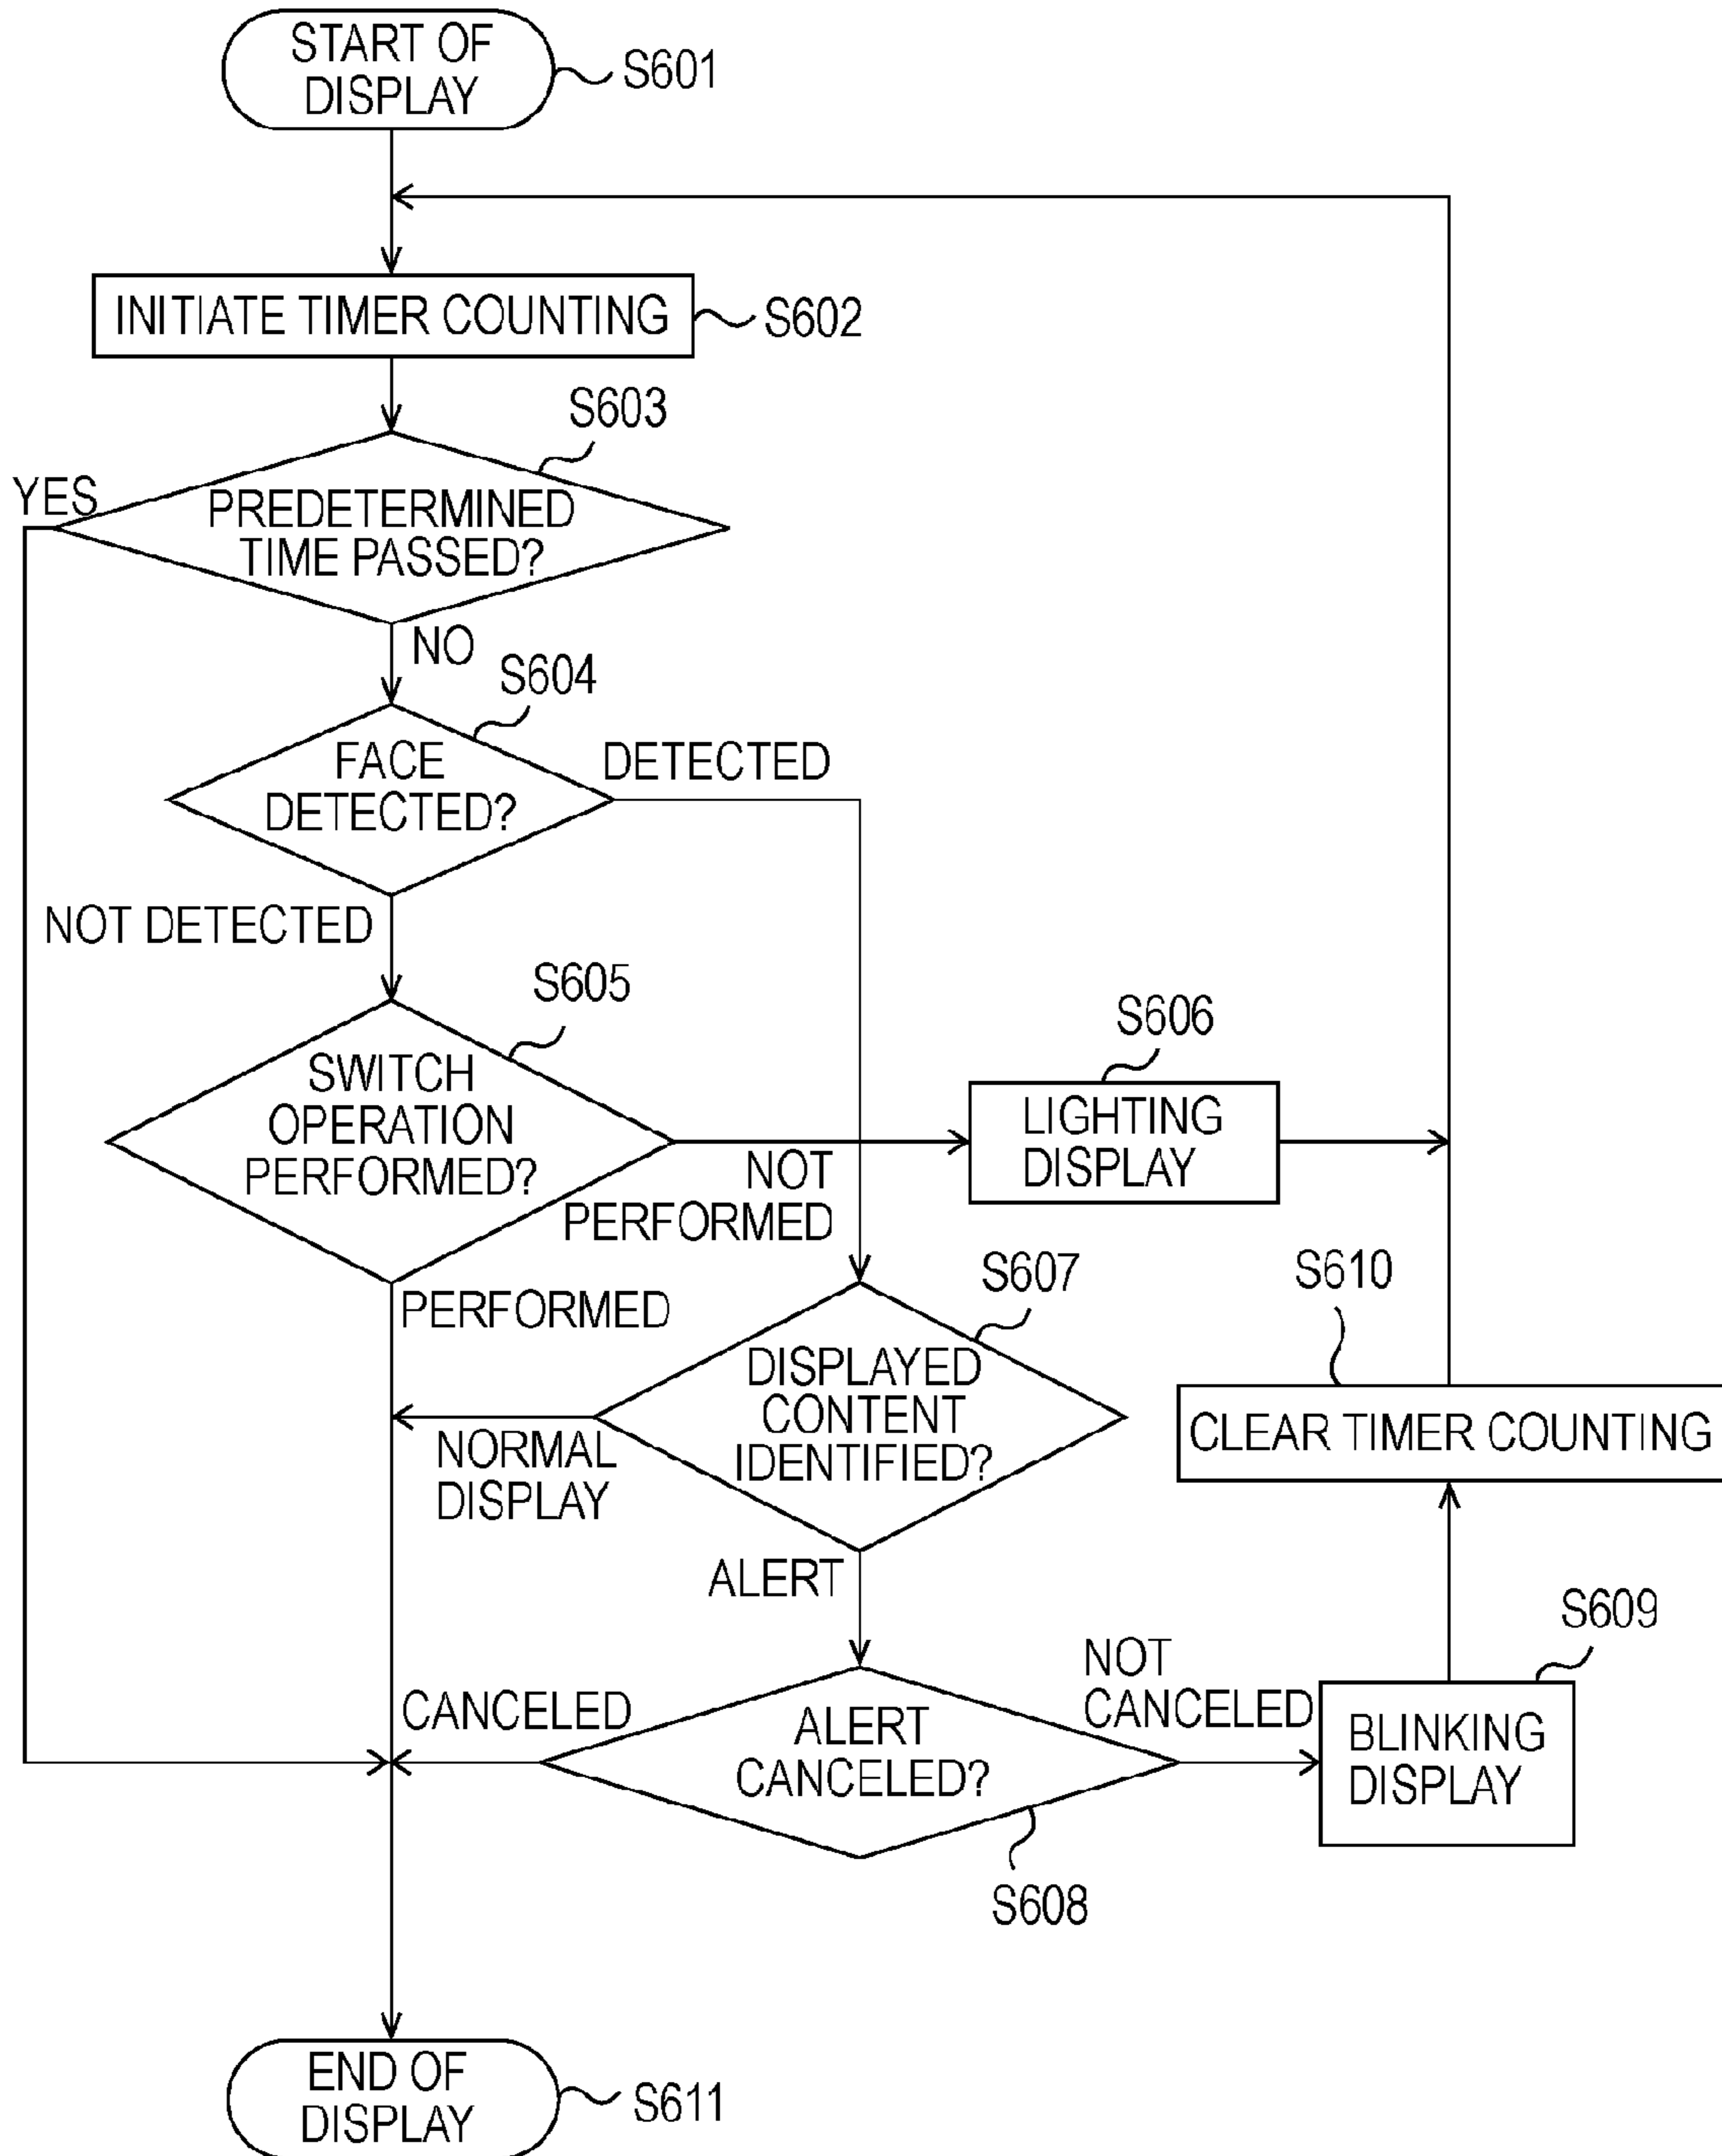 START OF
DISPLAY
S601
INITIATE TIMER COUNTING
S602
S603
YES
PREDETERMINED
TIME PASSED?
NO
S604
FACE
DETECTED?
DETECTED
NOT DETECTED
S605
SWITCH
OPERATION
PERFORMED?
NOT
PERFORMED
S606
LIGHTING
DISPLAY
PERFORMED
S607
DISPLAYED
CONTENT
IDENTIFIED?
NORMAL
DISPLAY
S610
CLEAR TIMER COUNTING
ALERT
S609
CANCELED
ALERT
CANCELED?
NOT
CANCELED
BLINKING
DISPLAY
S608
END OF
DISPLAY
S611